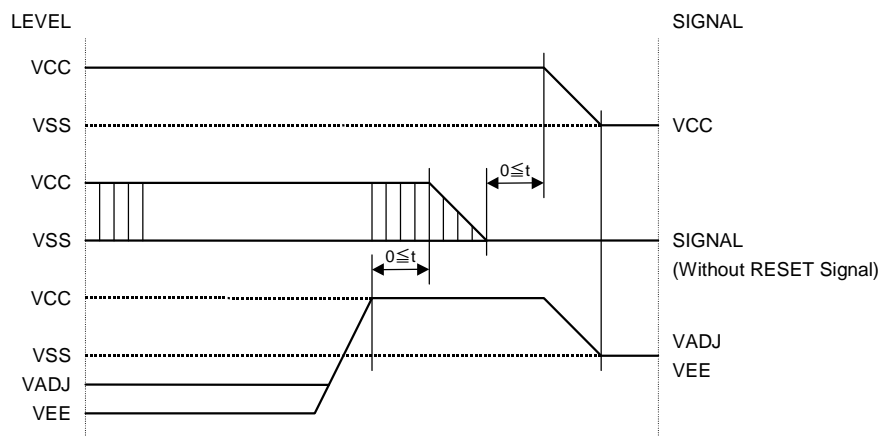 LEVEL SIGNAL
VCC
VSS VCC
0≦t
VCC
VSS SIGNAL
(Without RESET Signal)
0≦t
VCC
VSS VADJ
VEE
VADJ
VEE